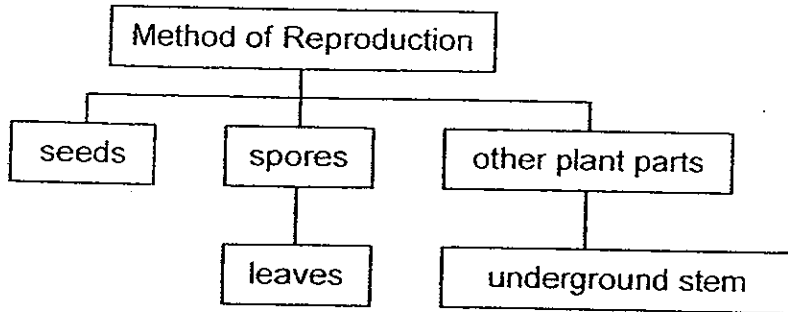 Method of Reproduction
seeds
spores
other plant parts
leaves
underground stem